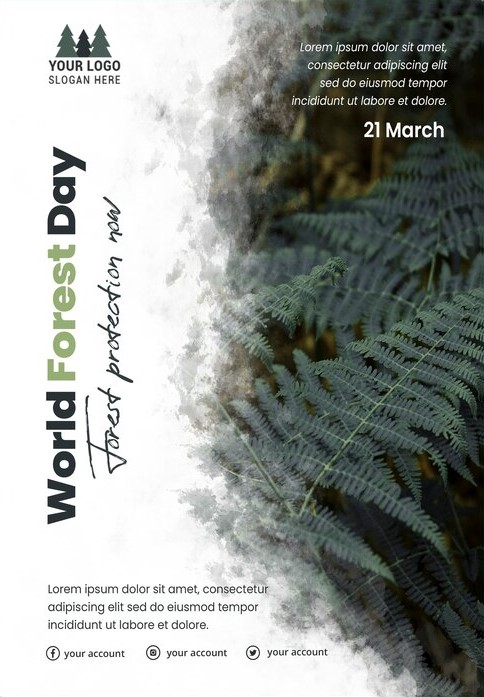 YOUR LOGO
SLOGAN HERE
Lorem ipsum dolor sit amet,
consectetur adipiscing elit
sed do eiusmod tempor
incididunt ut labore et dolore.
21 March
World Forest Day
Forest protection now
Lorem ipsum dolor sit amet, consectetur
adipiscing elit sed do eiusmod tempor
incididunt ut labore et dolore.
your account your account your account